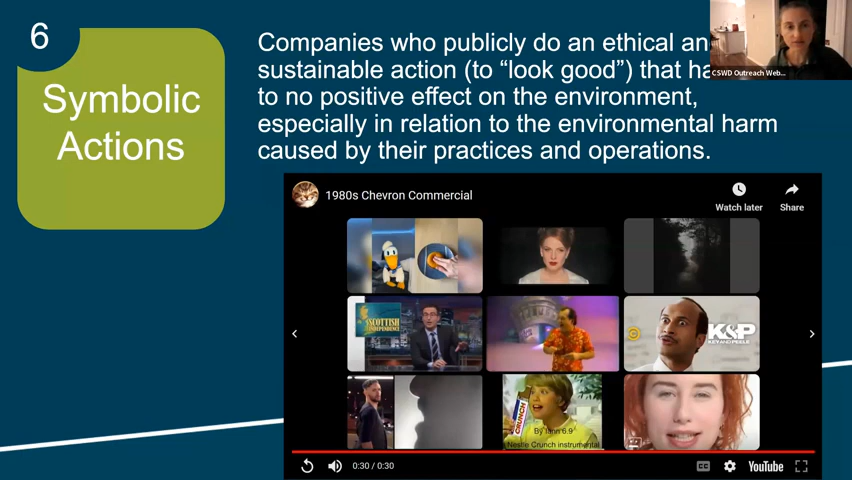 6
Symbolic
Actions
Companies who publicly do an ethical an
sustainable action (to “look good”) that ha
to no positive effect on the environment,
especially in relation to the environmental harm
caused by their practices and operations.
CSWD Outreach Web...
1980s Chevron Commercial
Watch later
Share
SCOTTISH
INDEPENDENCE
K&P
KEY AND PEELE
CRUNCH
By Iann 6.9
Nestle Crunch instrumental
0:30 / 0:30
CC
YouTube